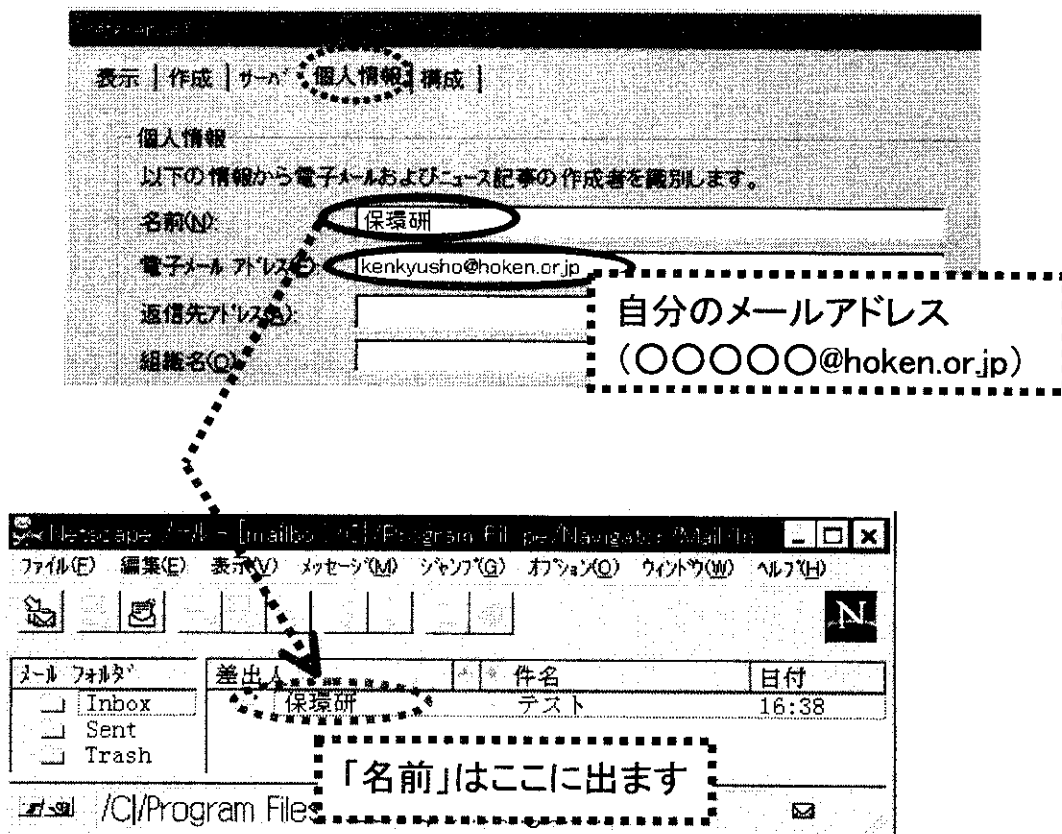 表示 | 作成 | サーバ | 個人情報 | 構成 |
個人情報
以下の情報から電子メールおよびニュース記事の作成者を識別します。
名前(N):
保環研
電子メール アドレス(E):
kenkyusho@hoken.or.jp
返信先アドレス(A):
組織名(O):
自分のメールアドレス
(〇〇〇〇〇@hoken.or.jp)
Netscape
ファイル(F) 編集(E) 表示(V) メッセージ(M) ジャンプ(G) オプション(O) ウィンドウ(W) ヘルプ(H)
N
メール フォルダ 差出人 件名 日付
Inbox 保環研 テスト 16:38
Sent
Trash
「名前」はここに出ます
/C|/Program Files